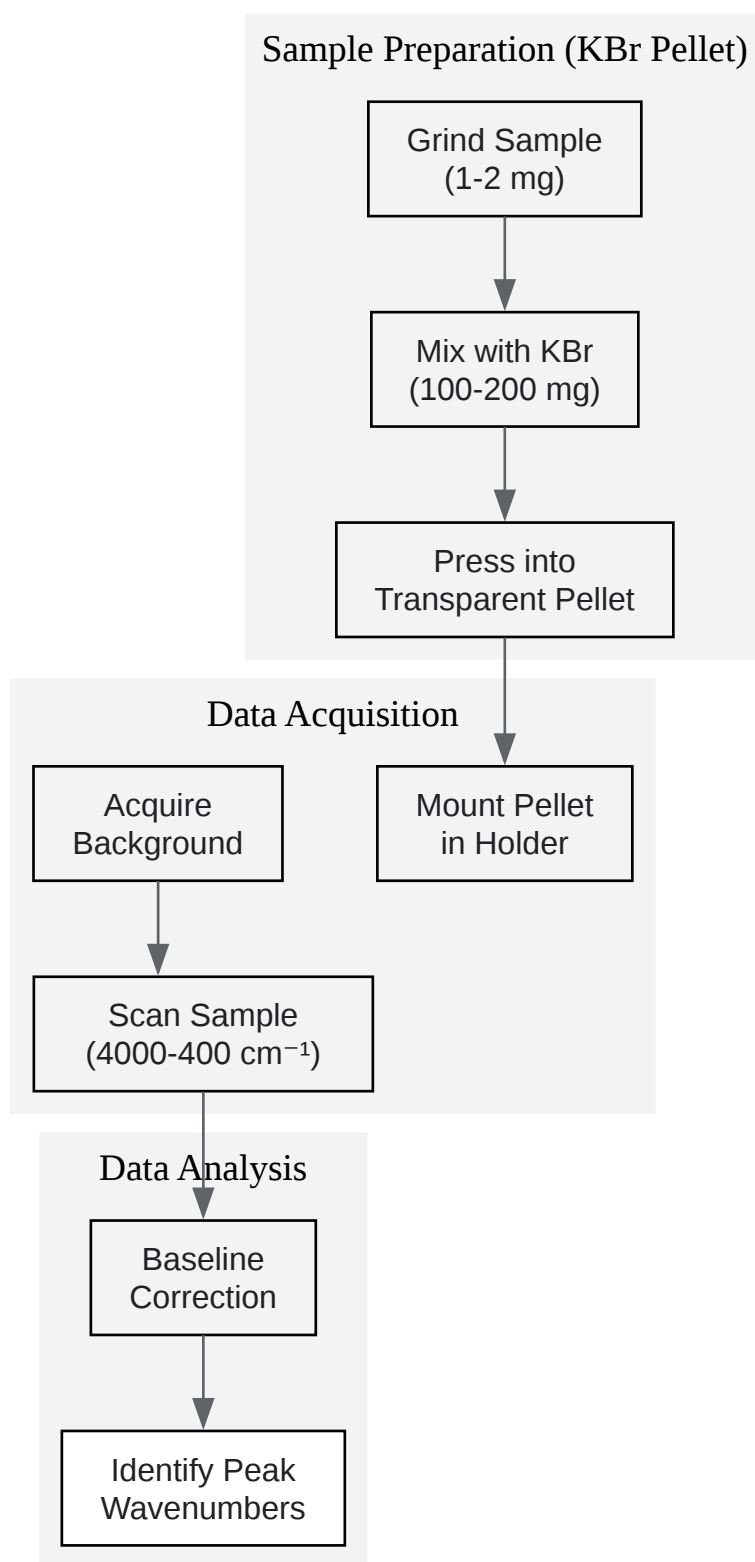 Sample Preparation (KBr Pellet)
Grind Sample
(1-2 mg)
Mix with KBr
(100-200 mg)
Press into
Transparent Pellet
Data Acquisition
Acquire
Background
Mount Pellet
in Holder
Scan Sample
(4000-400 cm⁻¹)
Data Analysis
Baseline
Correction
Identify Peak
Wavenumbers